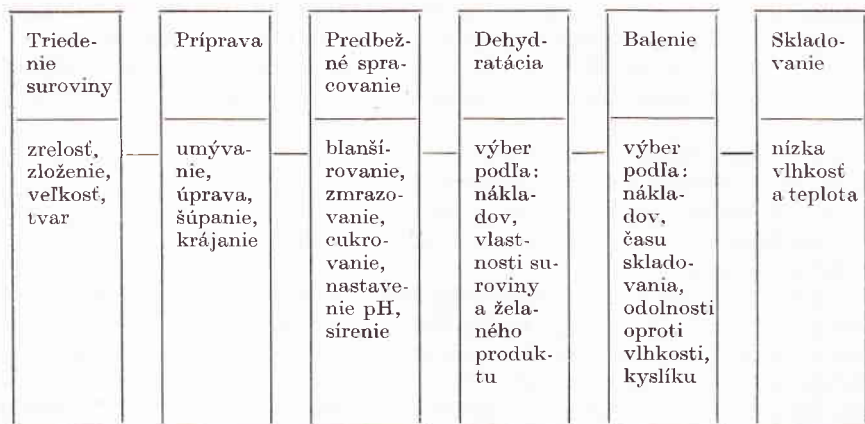 Triede-
nie
suroviny
zrelosť,
zloženie,
veľkosť,
tvar
Príprava
umýva-
nie,
úprava,
šúpanie,
krájanie
Predbež-
né spra-
covanie
blanší-
rovanie,
zmrazo-
vanie,
cukro-
vanie,
nastave-
nie pH,
sírenie
Dehyd-
ratácia
výber
podľa:
nákla-
dov,
vlast-
nosti su-
roviny
a žela-
ného
produk-
tu
Balenie
výber
podľa:
nákla-
dov,
času
sklado-
vania,
odolnosti
oproti
vlhkosti,
kyslíku
Sklado-
vanie
nízka
vlhkosť
a teplota